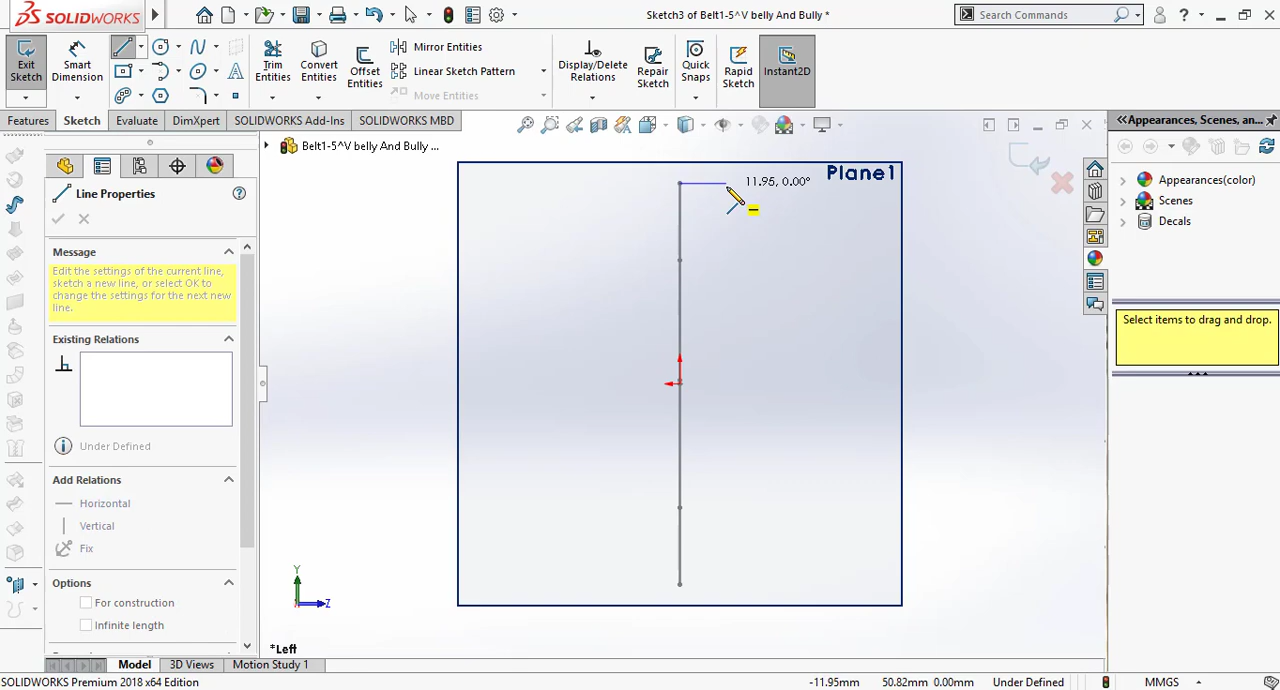 SOLIDWORKS
Sketch3 of Belt1-5^V belly And Bully *
Search Commands
?
Exit
Sketch
Smart
Dimension
Trim
Entities
Convert
Entities
Offset
Entities
Mirror Entities
Linear Sketch Pattern
Move Entities
Display/Delete
Relations
Repair
Sketch
Quick
Snaps
Rapid
Sketch
Instant2D
Features
Sketch
Evaluate
DimXpert
SOLIDWORKS Add-Ins
SOLIDWORKS MBD
Belt1-5^V belly And Bully ...
Appearances, Scenes, an...
Line Properties
Message
Edit the settings of the current line,
sketch a new line, or select OK to
change the settings for the next new
line.
Existing Relations
Under Defined
Add Relations
Horizontal
Vertical
Fix
Options
For construction
Infinite length
Plane1
11.95, 0.00°
Y
Z
*Left
Appearances(color)
Scenes
Decals
Select items to drag and drop.
Model
3D Views
Motion Study 1
SOLIDWORKS Premium 2018 x64 Edition
-11.95mm
50.82mm 0.00mm
Under Defined
MMGS